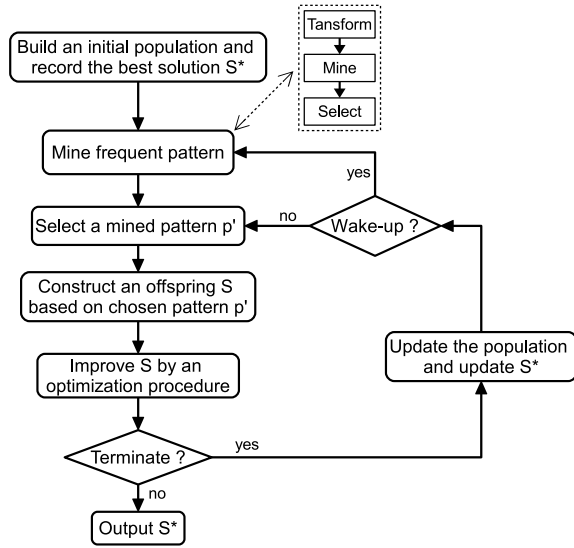 Build an initial population and
record the best solution S*
Tansform
Mine
Select
Mine frequent pattern
yes
Select a mined pattern p'
no
Wake-up ?
Construct an offspring S
based on chosen pattern p'
Improve S by an
optimization procedure
Update the population
and update S*
Terminate ?
yes
no
Output S*